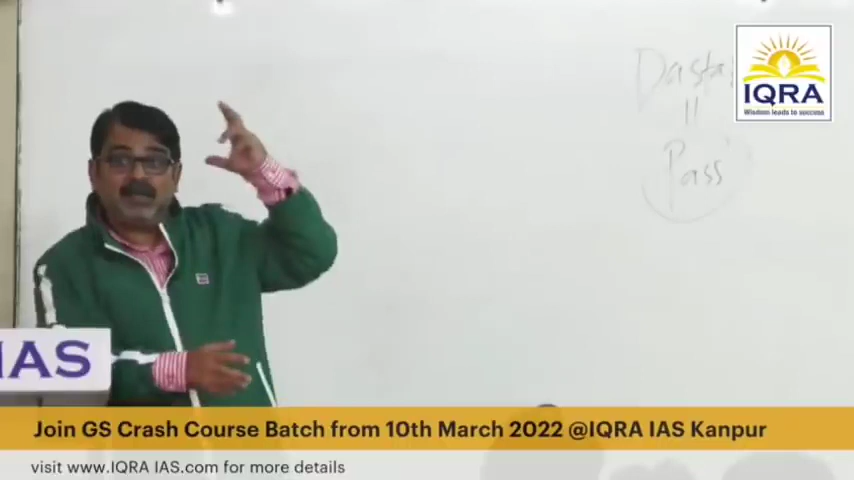 IQRA
Wisdom leads to success
Pass
IAS
Join GS Crash Course Batch from 10th March 2022 @IQRA IAS Kanpur
visit www.IQRA IAS.com for more details